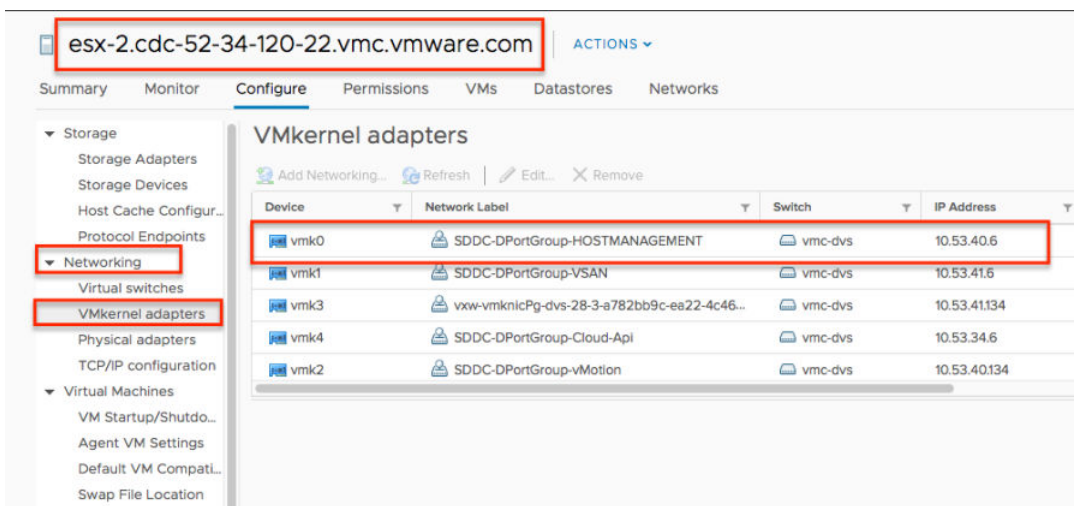 esx-2.cdc-52-34-120-22.vmc.vmware.com ACTIONS
Summary Monitor Configure Permissions VMs Datastores Networks
Storage
Storage Adapters
Storage Devices
Host Cache Configur...
Protocol Endpoints
Networking
Virtual switches
VMkernel adapters
Physical adapters
TCP/IP configuration
Virtual Machines
VM Startup/Shutdo...
Agent VM Settings
Default VM Compati...
Swap File Location
VMkernel adapters
Add Networking... Refresh Edit... Remove
Device Network Label Switch IP Address
vmk0 SDDC-DPortGroup-HOSTMANAGEMENT vmc-dvs 10.53.40.6
vmk1 SDDC-DPortGroup-VSAN vmc-dvs 10.53.41.6
vmk3 vxw-vmknicPg-dvs-28-3-a782bb9c-ea22-4c46... vmc-dvs 10.53.41.134
vmk4 SDDC-DPortGroup-Cloud-Api vmc-dvs 10.53.34.6
vmk2 SDDC-DPortGroup-vMotion vmc-dvs 10.53.40.134